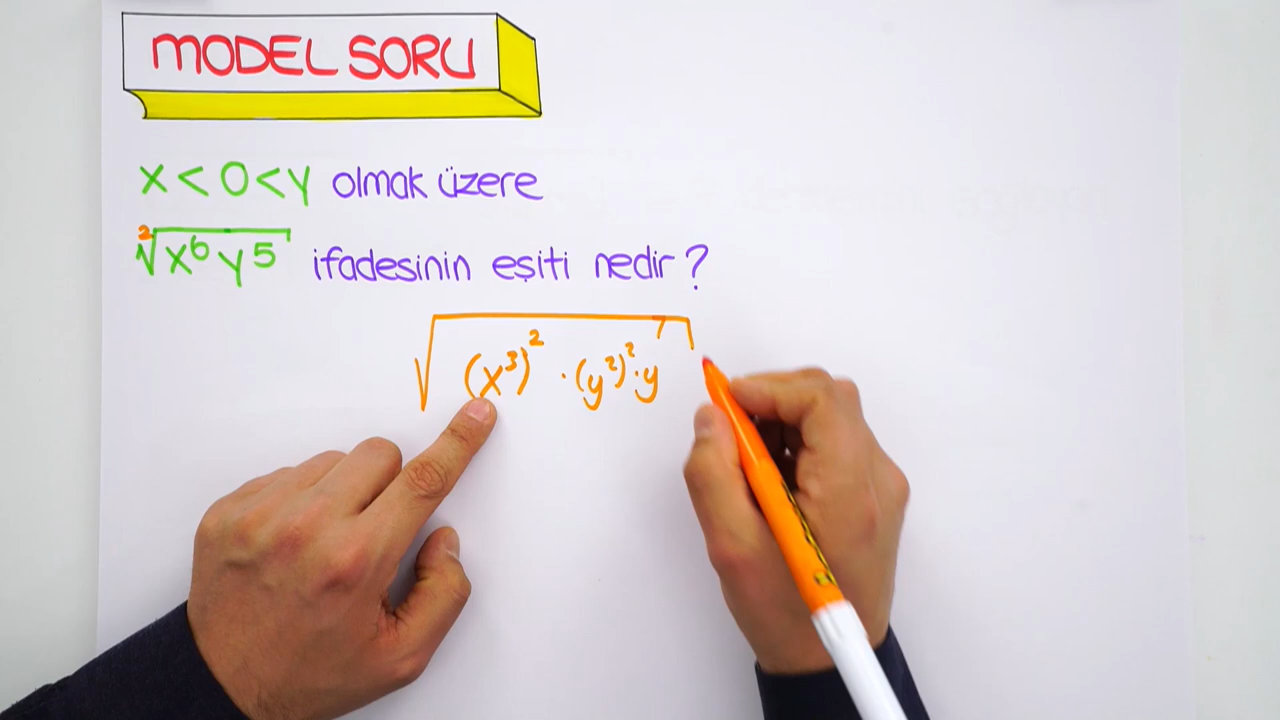 MODEL SORU
x < 0 < y olmak üzere
²√x⁶y⁵ ifadesinin eşiti nedir?
√(x³)² · (y²)² · y